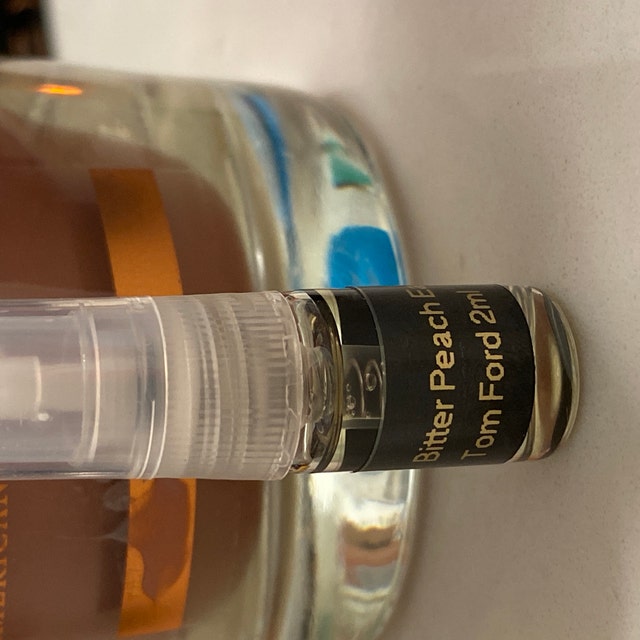 Bitter Peach E
Tom Ford 2ml